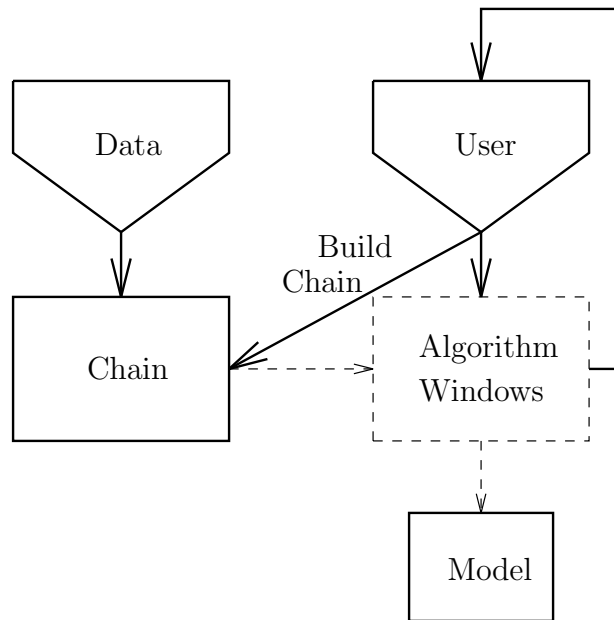 Data
User
Build
Chain
Chain
Algorithm
Windows
Model